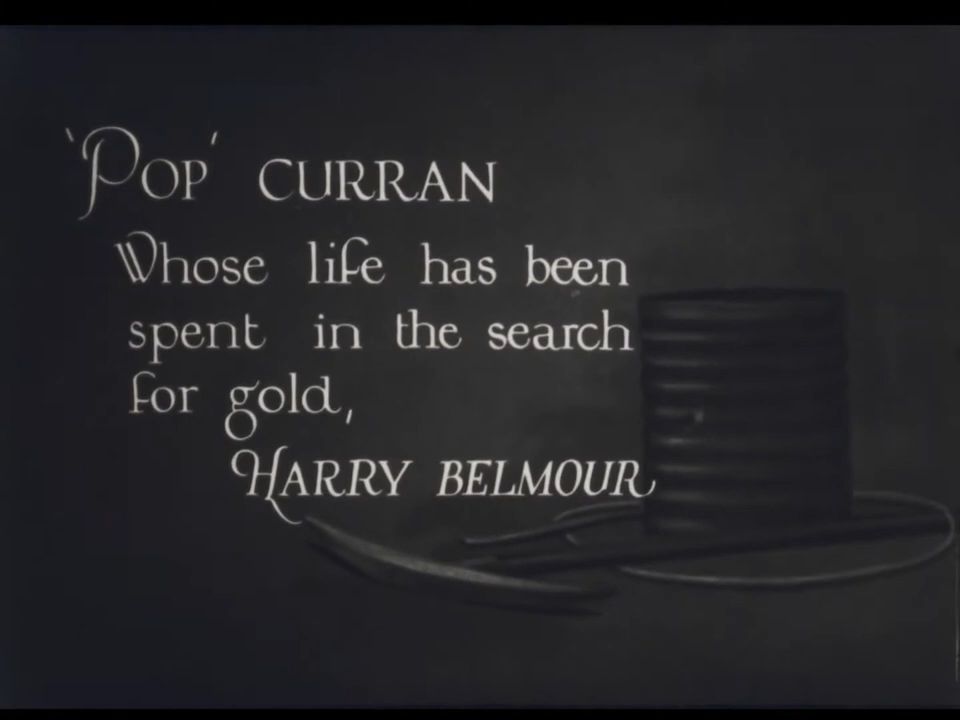 'Pop' CURRAN
Whose life has been
spent in the search
for gold,
HARRY BELMOUR